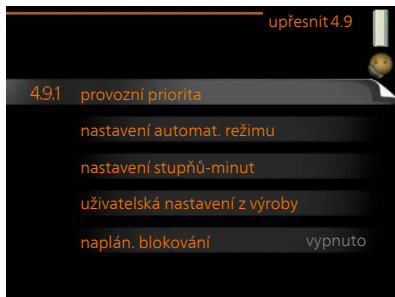 upřesnit 4.9
4.9.1 provozní priorita
nastavení automat. režimu
nastavení stupňů-minut
uživatelská nastavení z výroby
naplán. blokování vypnuto